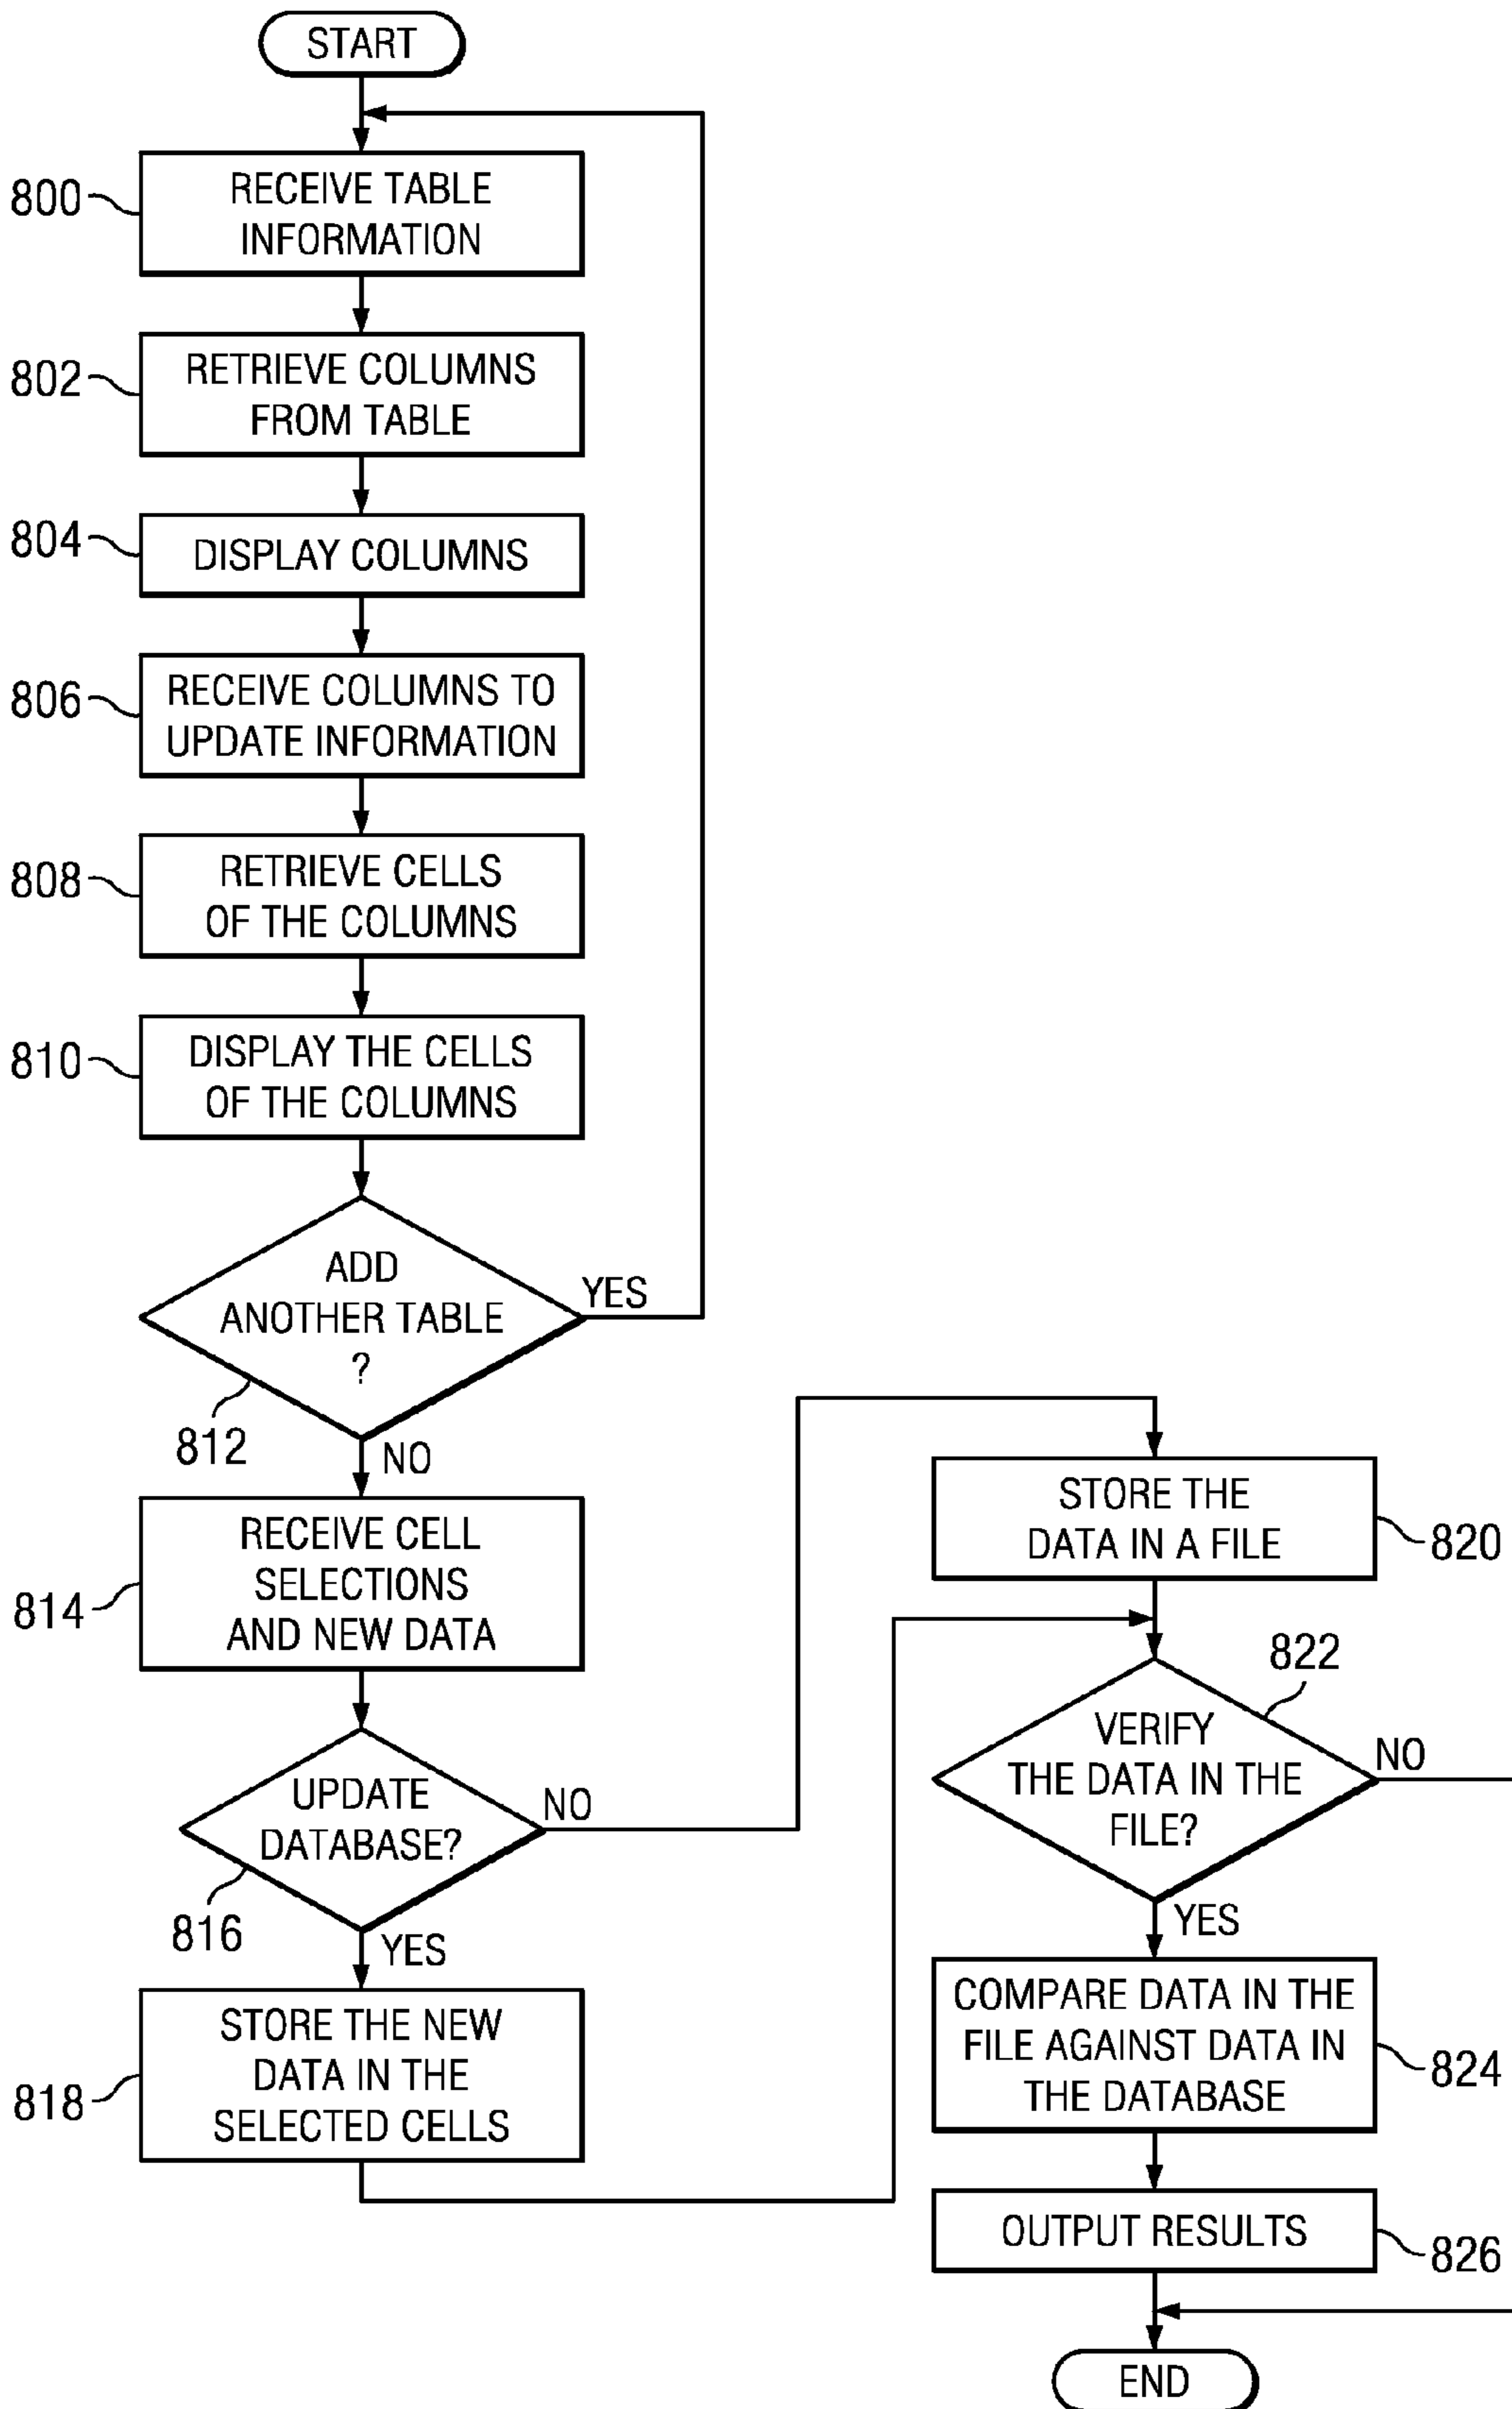 START
800
RECEIVE TABLE
INFORMATION
802
RETRIEVE COLUMNS
FROM TABLE
804
DISPLAY COLUMNS
806
RECEIVE COLUMNS TO
UPDATE INFORMATION
808
RETRIEVE CELLS
OF THE COLUMNS
810
DISPLAY THE CELLS
OF THE COLUMNS
ADD
ANOTHER TABLE
?
YES
812
NO
RECEIVE CELL
SELECTIONS
AND NEW DATA
814
UPDATE
DATABASE?
NO
816
YES
STORE THE NEW
DATA IN THE
SELECTED CELLS
818
STORE THE
DATA IN A FILE
820
822
VERIFY
THE DATA IN THE
FILE?
NO
YES
COMPARE DATA IN THE
FILE AGAINST DATA IN
THE DATABASE
824
OUTPUT RESULTS
826
END